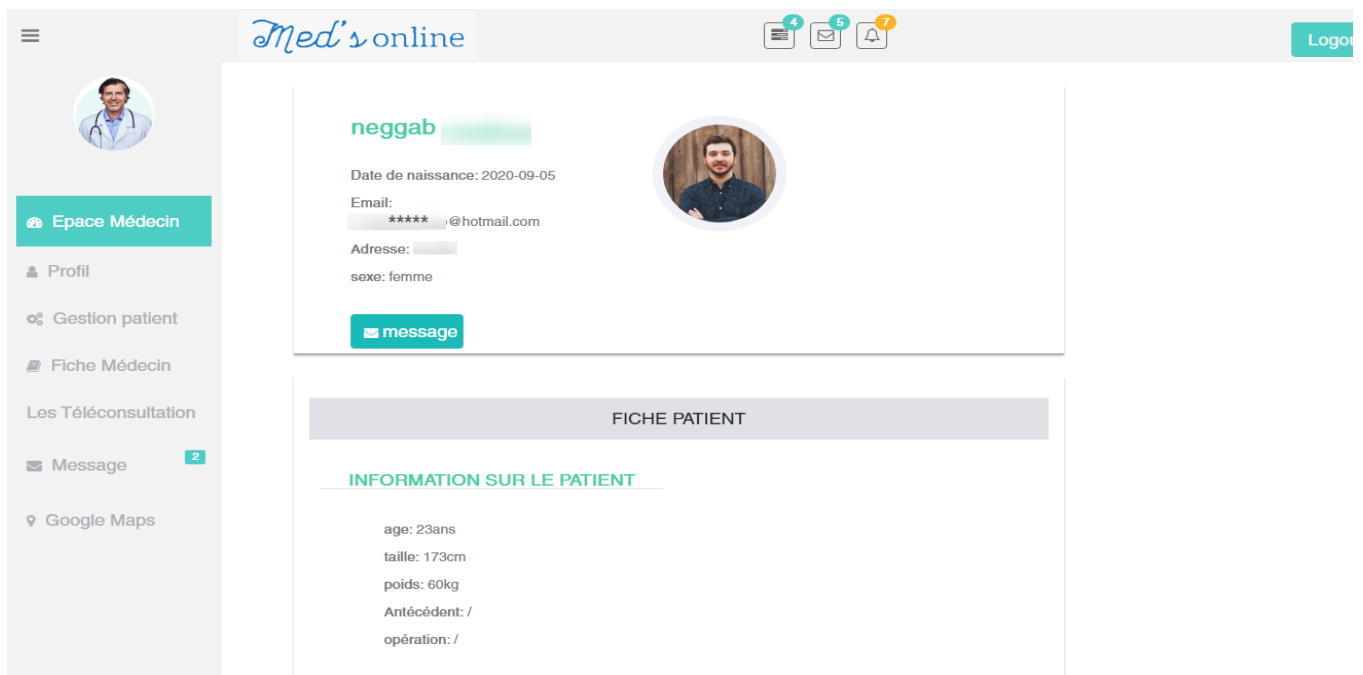 Med's online
4 5 7
Logou
neggab
Date de naissance: 2020-09-05
Email:
***** @hotmail.com
Adresse:
sexe: femme
message
Epace Médecin
Profil
Gestion patient
Fiche Médecin
Les Téléconsultation
Message 2
Google Maps
FICHE PATIENT
INFORMATION SUR LE PATIENT
age: 23ans
taille: 173cm
poids: 60kg
Antécédent: /
opération: /